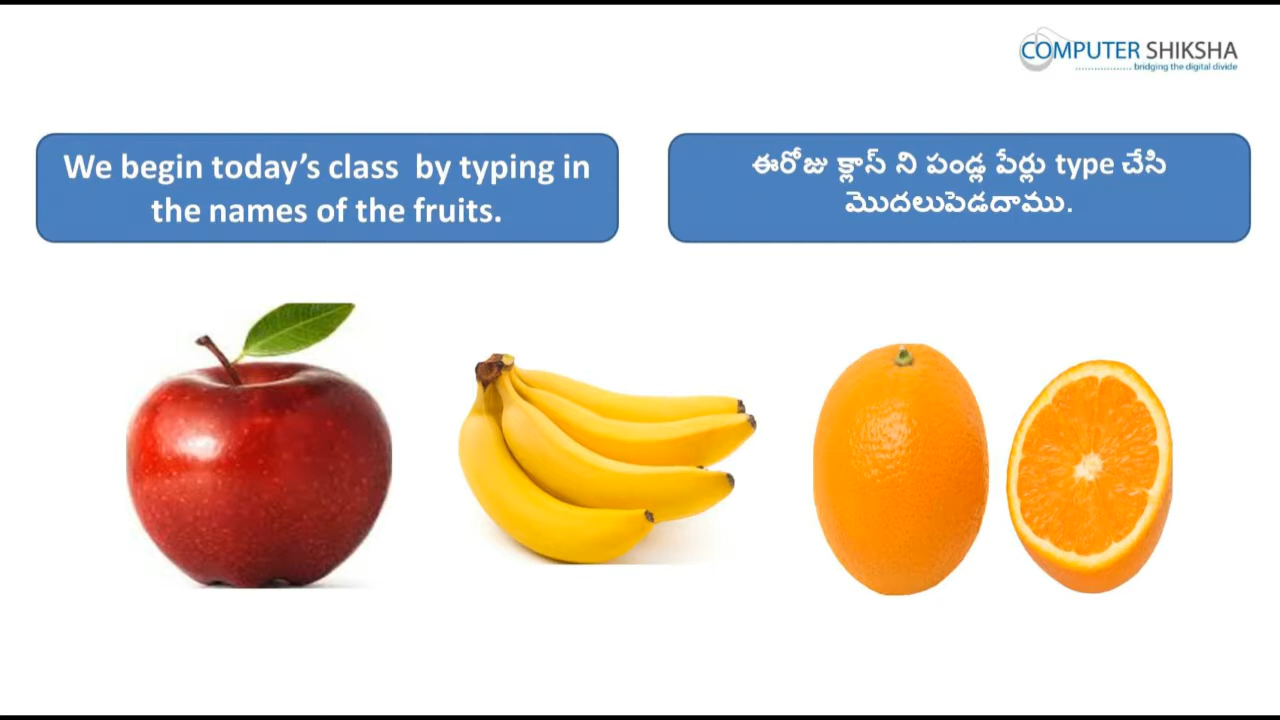 COMPUTER SHIKSHA
bridging the digital divide
We begin today's class by typing in
the names of the fruits.
ఈరోజు క్లాస్ ని పండ్ల పేర్లు type చేసి
మొదలుపెడదాము.